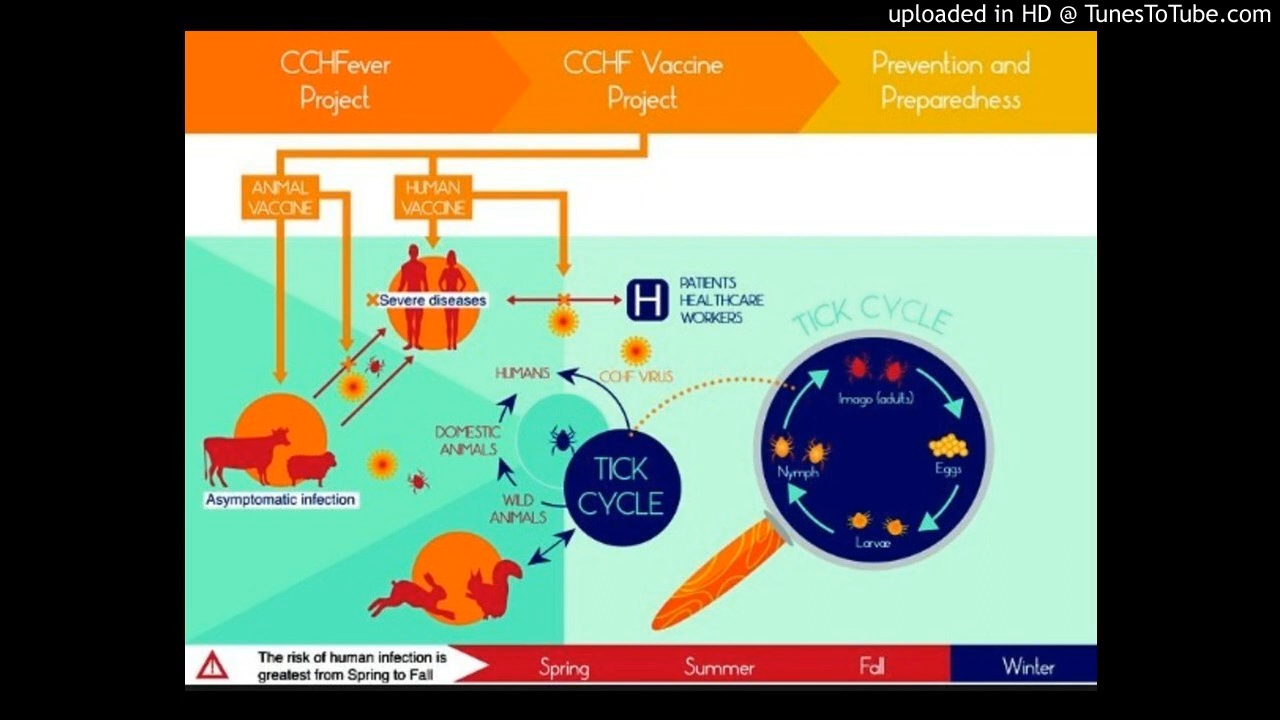 uploaded in HD @ TunesToTube.com
CCHFever
Project
CCHF Vaccine
Project
Prevention and
Preparedness
ANIMAL
VACCINE
HUMAN
VACCINE
Severe diseases
H
PATIENTS
HEALTHCARE
WORKERS
CCHF VIRUS
HUMANS
DOMESTIC
ANIMALS
WILD
ANIMALS
TICK
CYCLE
Asymptomatic infection
TICK CYCLE
Imago (adults)
Eggs
Larvae
Nymph
The risk of human infection is
greatest from Spring to Fall
Spring
Summer
Fall
Winter